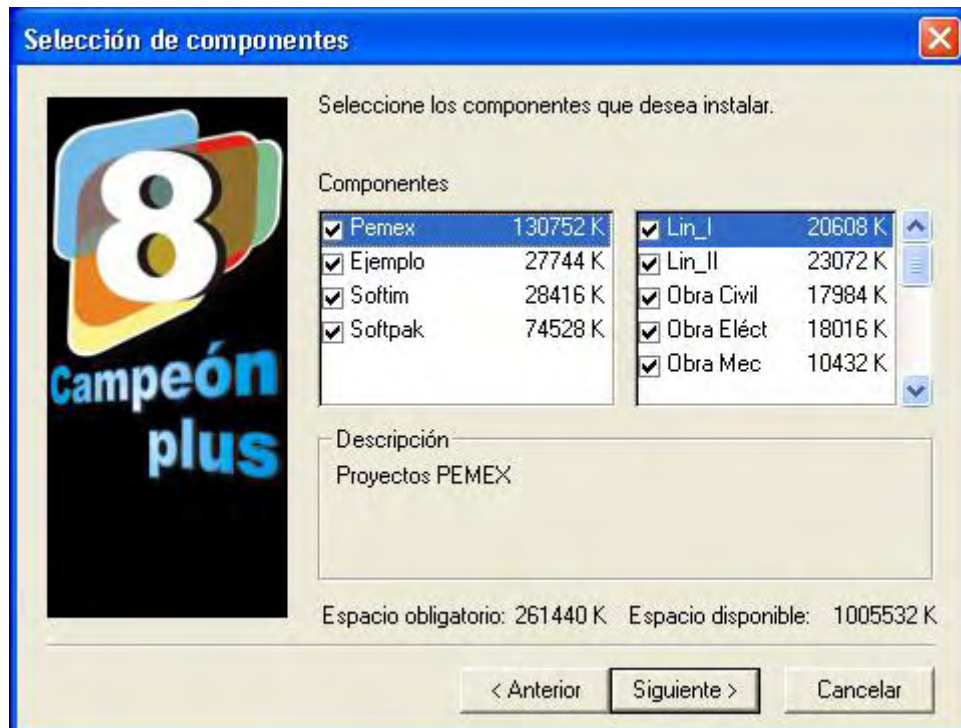 Selección de componentes
8
Campeón
plus
Seleccione los componentes que desea instalar.
Componentes
Pemex 130752 K
Ejemplo 27744 K
Softim 28416 K
Softpak 74528 K
Lin_I 20608 K
Lin_II 23072 K
Obra Civil 17984 K
Obra Eléct 18016 K
Obra Mec 10432 K
Descripción
Proyectos PEMEX
Espacio obligatorio: 261440 K Espacio disponible: 1005532 K
< Anterior Siguiente > Cancelar